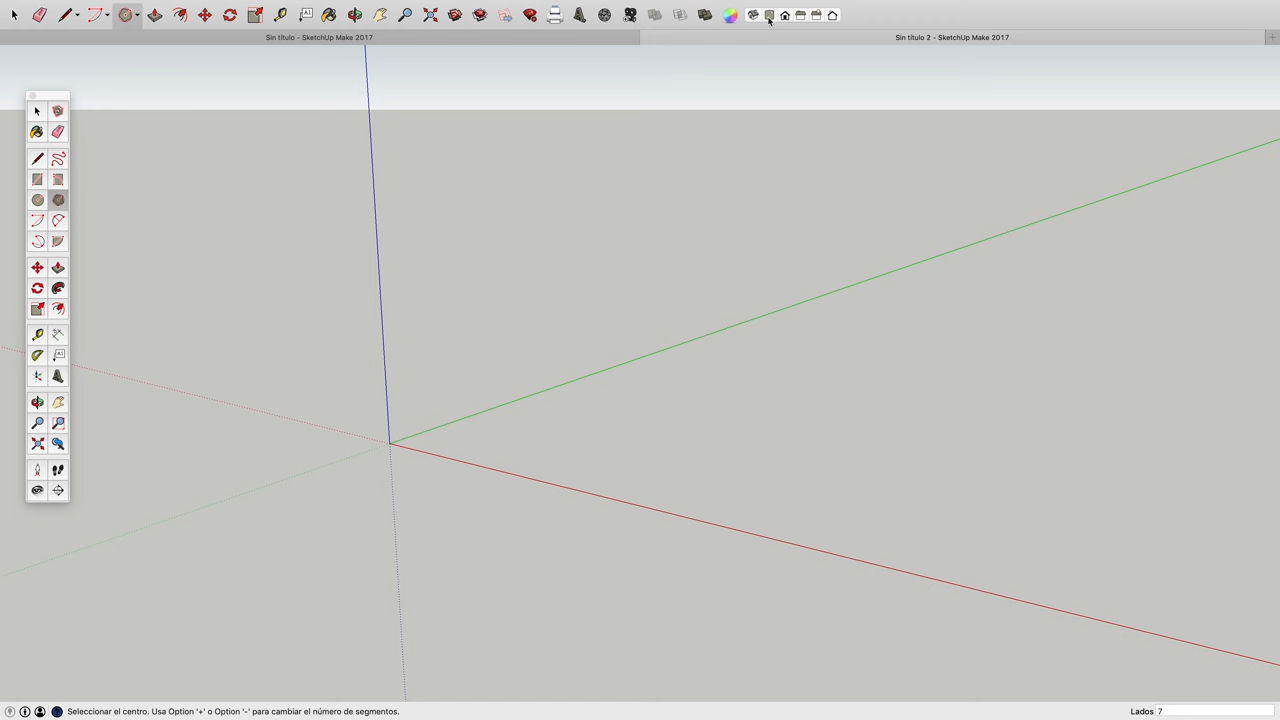 Sin título - SketchUp Make 2017
Sin título 2 - SketchUp Make 2017
Seleccionar el centro. Usa Option '+' o Option '-' para cambiar el número de segmentos.
Lados 7